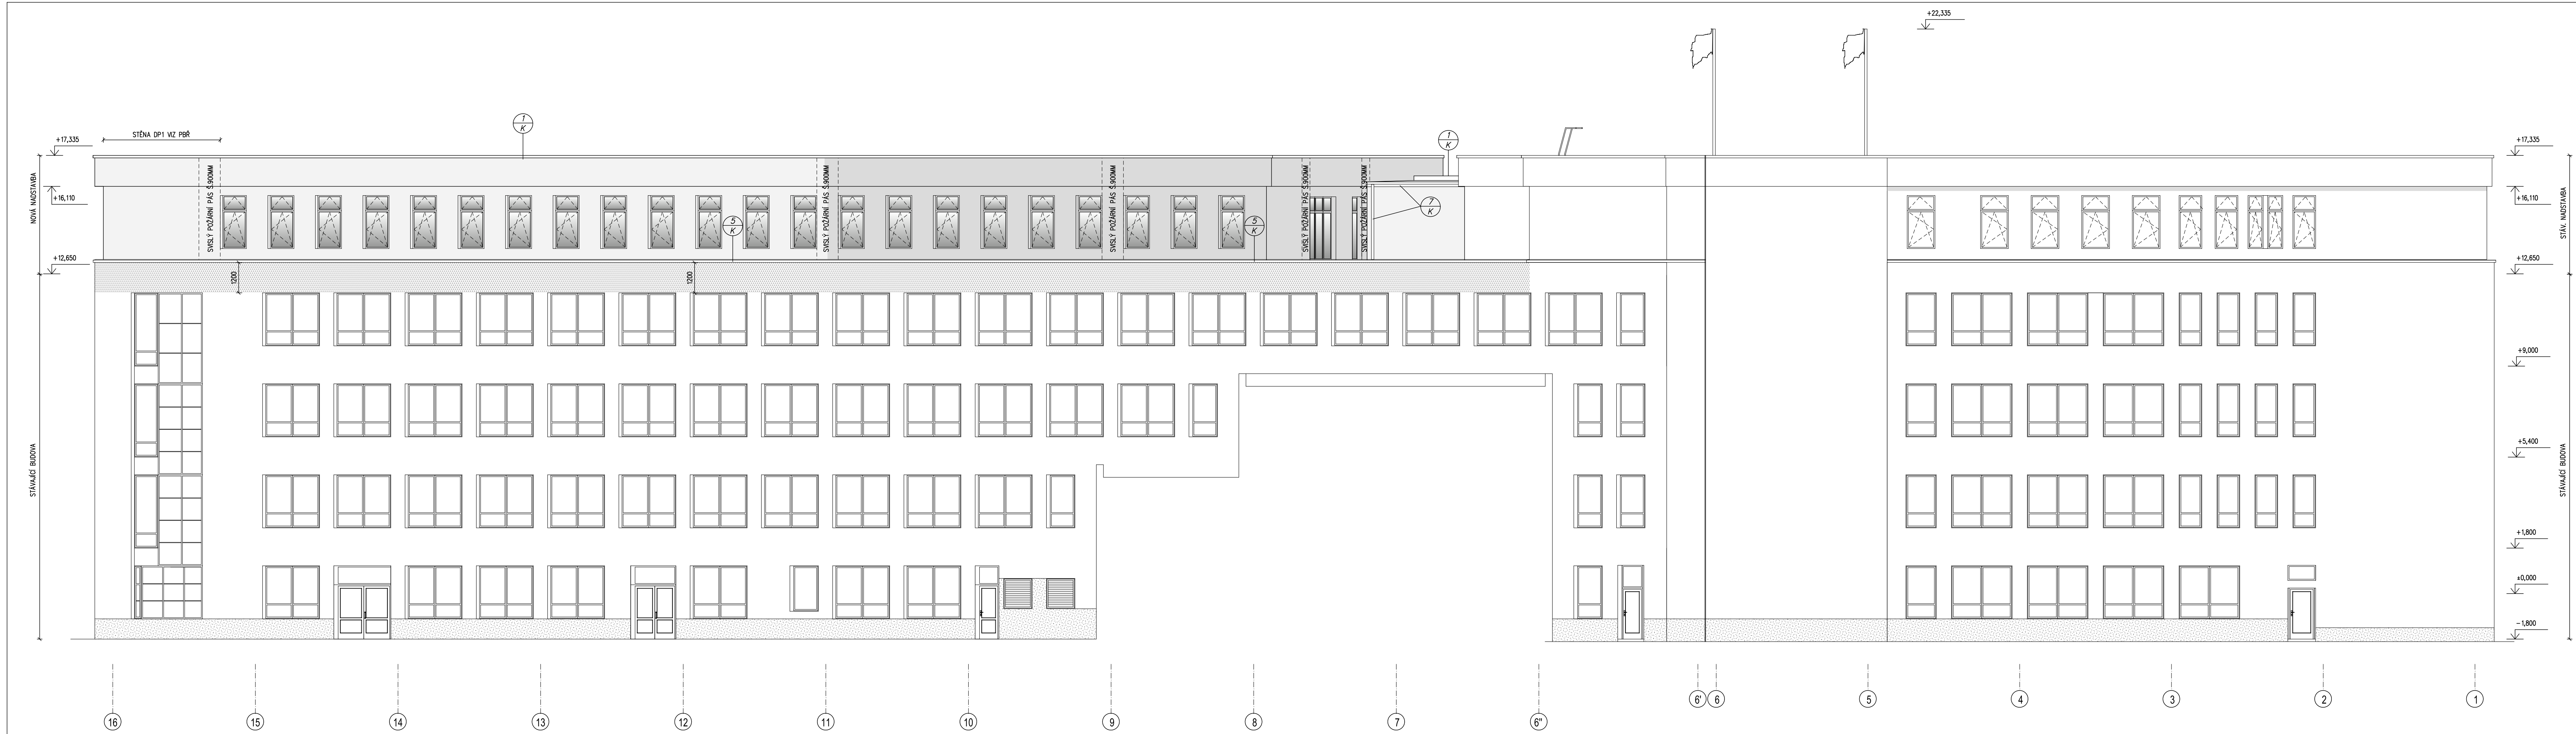 +22,335
1
K
1
K
STĚNA DP1 VIZ PBŘ
+17,335
+17,335
NOVÁ NADSTAVBA
STÁV. NADSTAVBA
SVISLÝ POŽÁRNÍ PÁS Š.900MM
SVISLÝ POŽÁRNÍ PÁS Š.900MM
SVISLÝ POŽÁRNÍ PÁS Š.900MM
SVISLÝ POŽÁRNÍ PÁS Š.900MM
SVISLÝ POŽÁRNÍ PÁS Š.900MM
+16,110
+16,110
7
K
5
K
5
K
+12,650
+12,650
1200
1200
+9,000
+5,400
STÁVAJÍCÍ BUDOVA
STÁVAJÍCÍ BUDOVA
+1,800
±0,000
-1,800
16
15
14
13
12
11
10
9
8
7
6"
6'
6
5
4
3
2
1